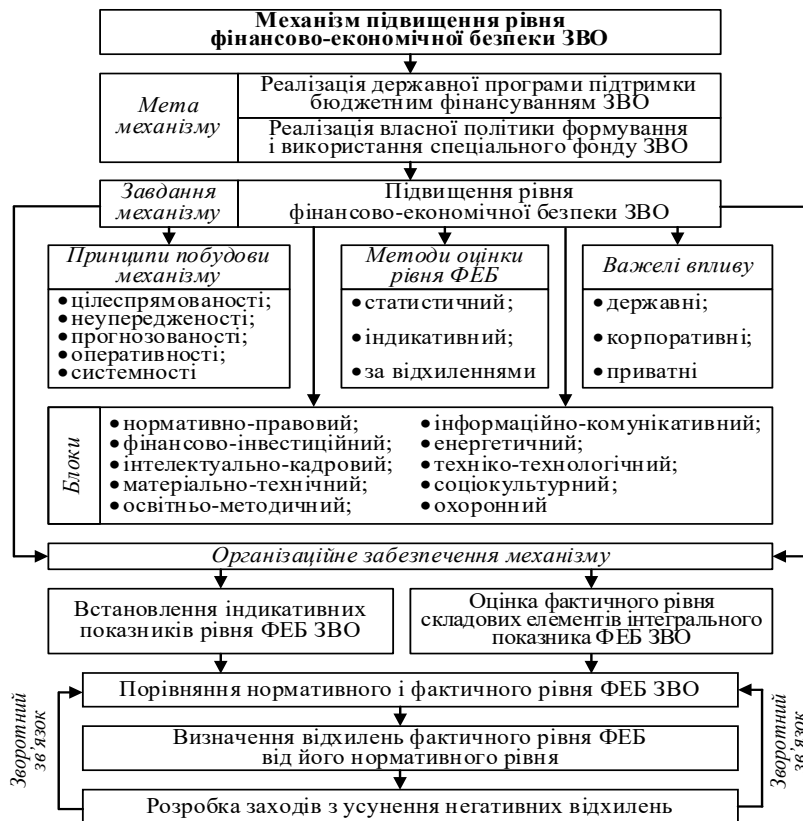 Механізм підвищення рівня
фінансово-економічної безпеки ЗВО
Мета
механізму
Реалізація державної програми підтримки
бюджетним фінансуванням ЗВО
Реалізація власної політики формування
і використання спеціального фонду ЗВО
Завдання
механізму
Підвищення рівня
фінансово-економічної безпеки ЗВО
Принципи побудови
механізму
●цілеспрямованості;
●неупередженості;
●прогнозованості;
●оперативності;
●системності
Методи оцінки
рівня ФЕБ
●статистичний;
●індикативний;
●за відхиленнями
Важелі впливу
●державні;
●корпоративні;
●приватні
Блоки
●нормативно-правовий;
●фінансово-інвестиційний;
●інтелектуально-кадровий;
●матеріально-технічний;
●освітньо-методичний;
●інформаційно-комунікативний;
●енергетичний;
●техніко-технологічний;
●соціокультурний;
●охоронний
Організаційне забезпечення механізму
Встановлення індикативних
показників рівня ФЕБ ЗВО
Оцінка фактичного рівня
складових елементів інтегрального
показника ФЕБ ЗВО
Порівняння нормативного і фактичного рівня ФЕБ ЗВО
Визначення відхилень фактичного рівня ФЕБ
від його нормативного рівня
Розробка заходів з усунення негативних відхилень
Зворотний
зв'язок
Зворотний
зв'язок